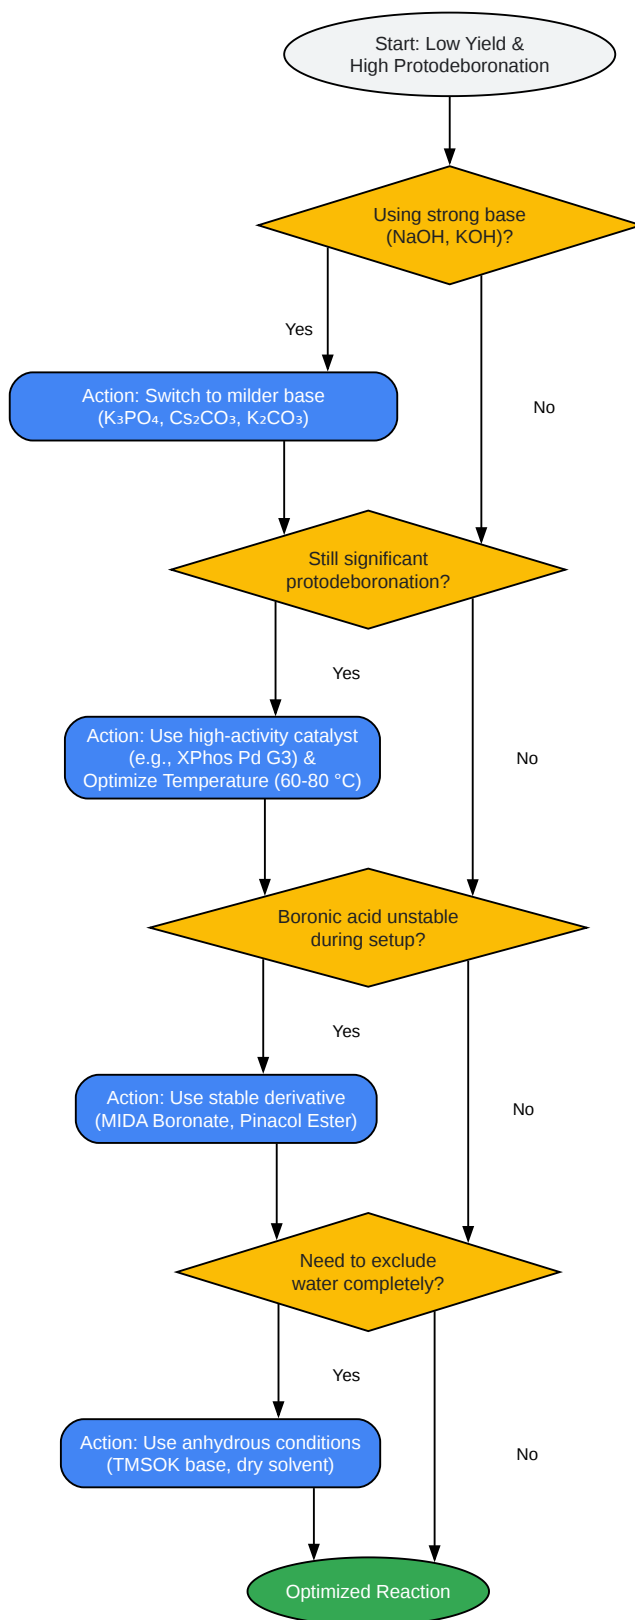 Start: Low Yield &
High Protodeboronation
Using strong base
(NaOH, KOH)?
Yes
Action: Switch to milder base
(K₃PO₄, Cs₂CO₃, K₂CO₃)
No
Still significant
protodeboronation?
Yes
Action: Use high-activity catalyst
(e.g., XPhos Pd G3) &
Optimize Temperature (60-80 °C)
No
Boronic acid unstable
during setup?
Yes
Action: Use stable derivative
(MIDA Boronate, Pinacol Ester)
No
Need to exclude
water completely?
Yes
Action: Use anhydrous conditions
(TMSOK base, dry solvent)
No
Optimized Reaction